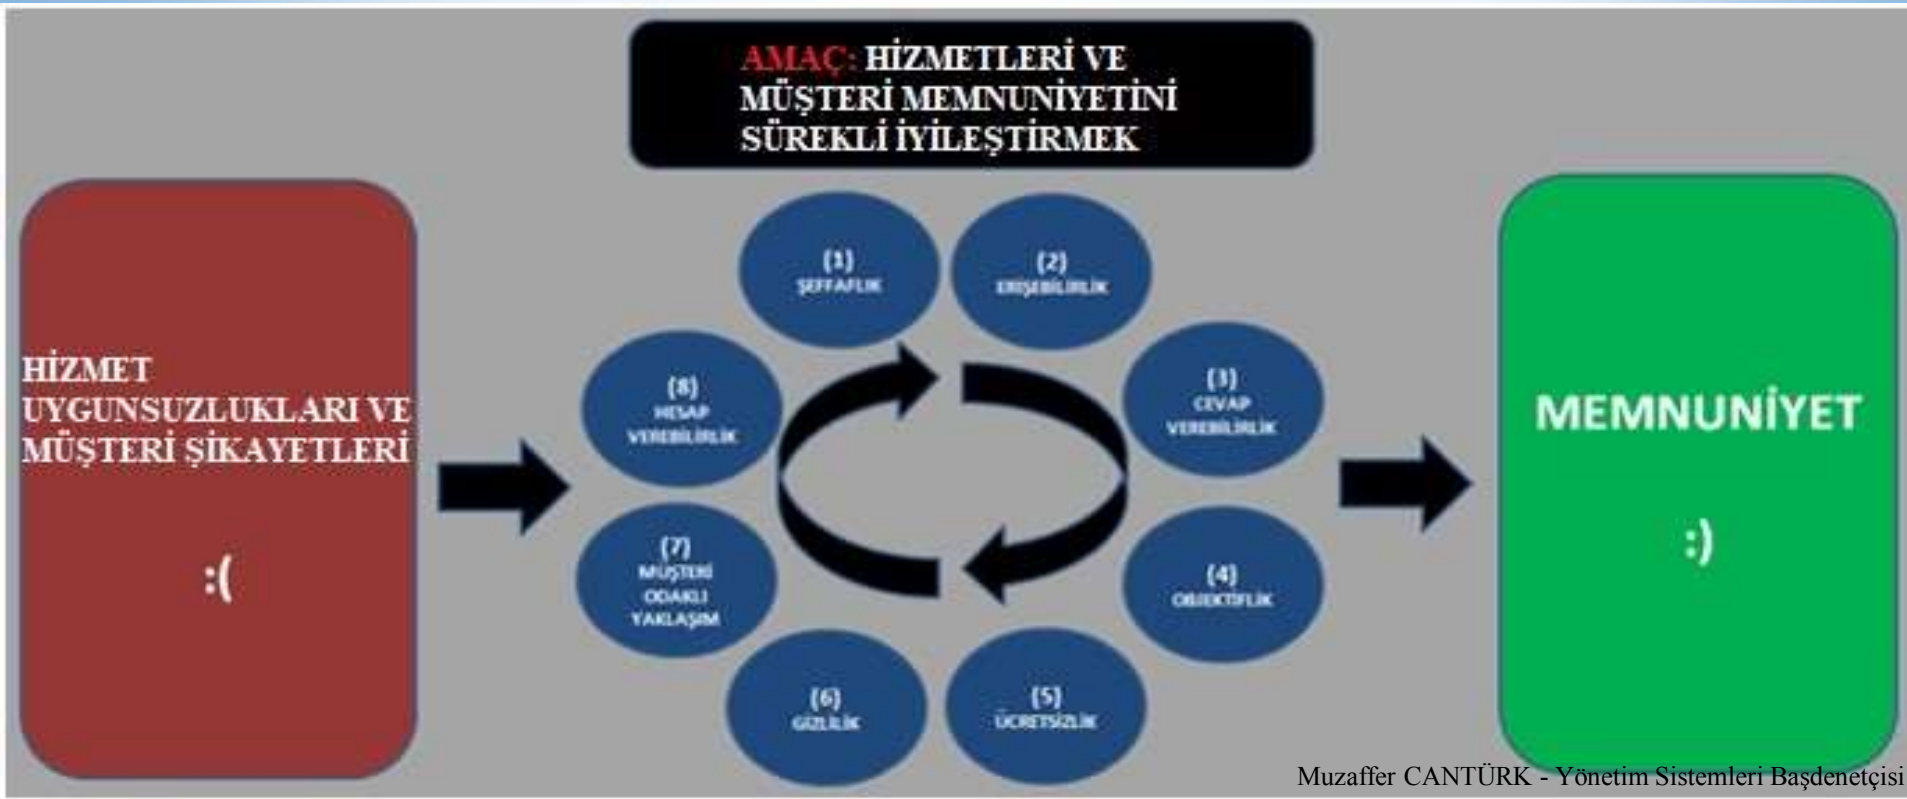 AMAÇ: HİZMETLERİ VE
MÜŞTERİ MEMNUNİYETİNİ
SÜREKLİ İYİLEŞTİRMEK
HİZMET
UYGUNSUZLUKLARI VE
MÜŞTERİ ŞİKAYETLERİ
:(
(1)
ŞEFFAFLIK
(2)
ERİŞEBİLİRLİK
(3)
CEVAP
VEREBİLİRLİK
(4)
OBJEKTİFLİK
(5)
ÜCRETSİZLİK
(6)
GİZLİLİK
(7)
MÜŞTERİ
ODAKLI
YAKLAŞIM
(8)
HESAP
VEREBİLİRLİK
MEMNUNİYET
:)
Muzaffer CANTÜRK - Yönetim Sistemleri Başdenetçisi